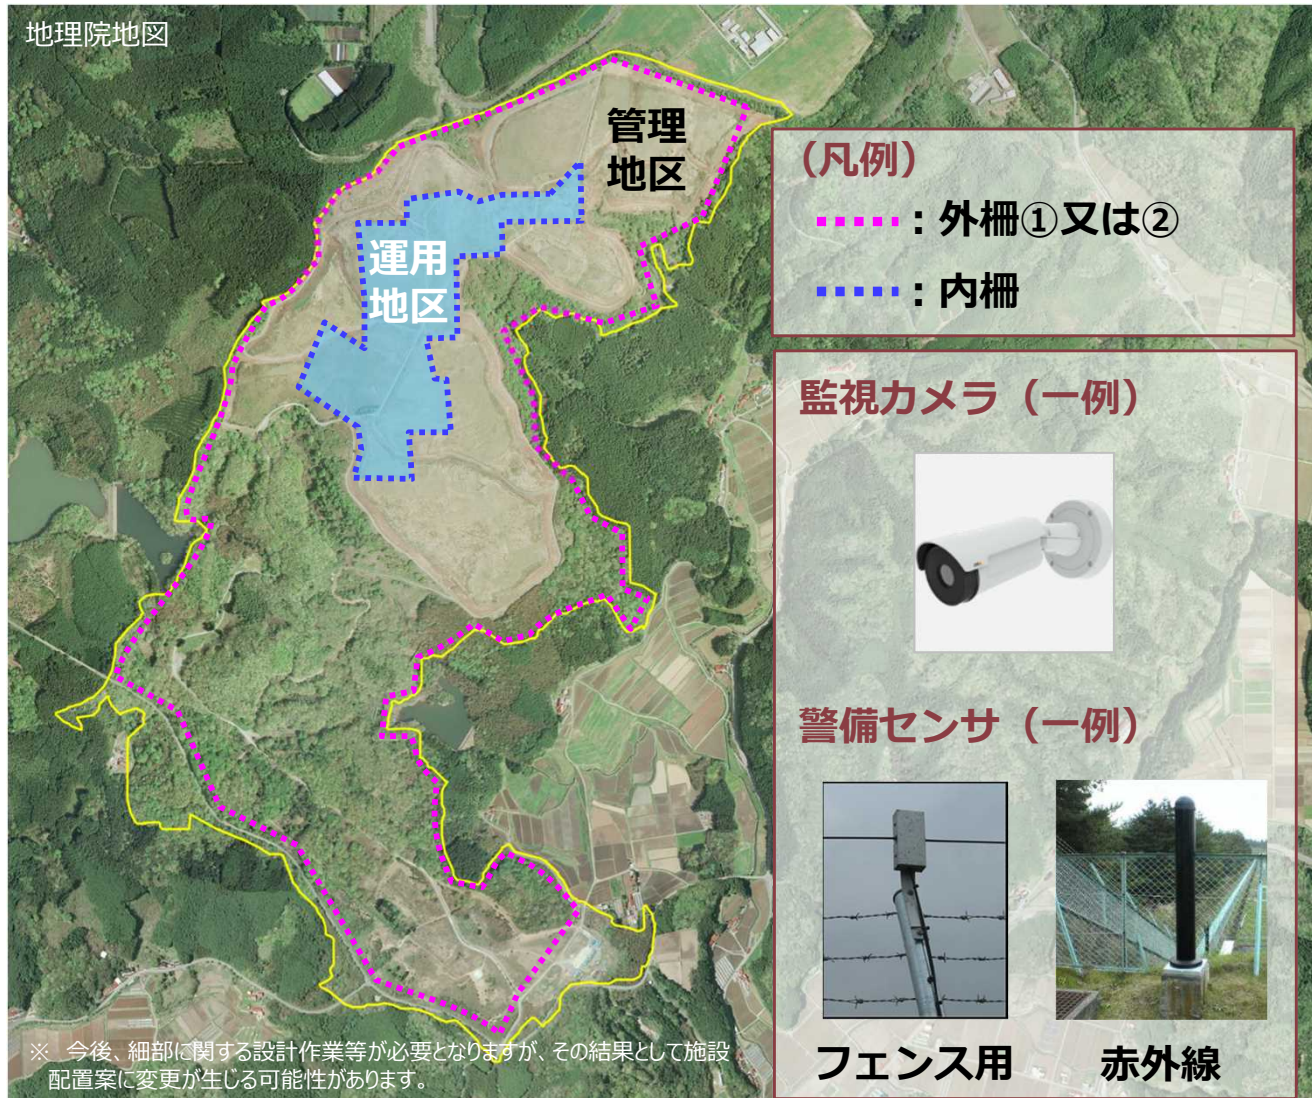 地理院地図
管理
地区
運用
地区
（凡例）
：外柵①又は②
：内柵
監視カメラ（一例）
警備センサ（一例）
フェンス用
赤外線
※　今後、細部に関する設計作業等が必要となりますが、その結果として施設
配置案に変更が生じる可能性があります。